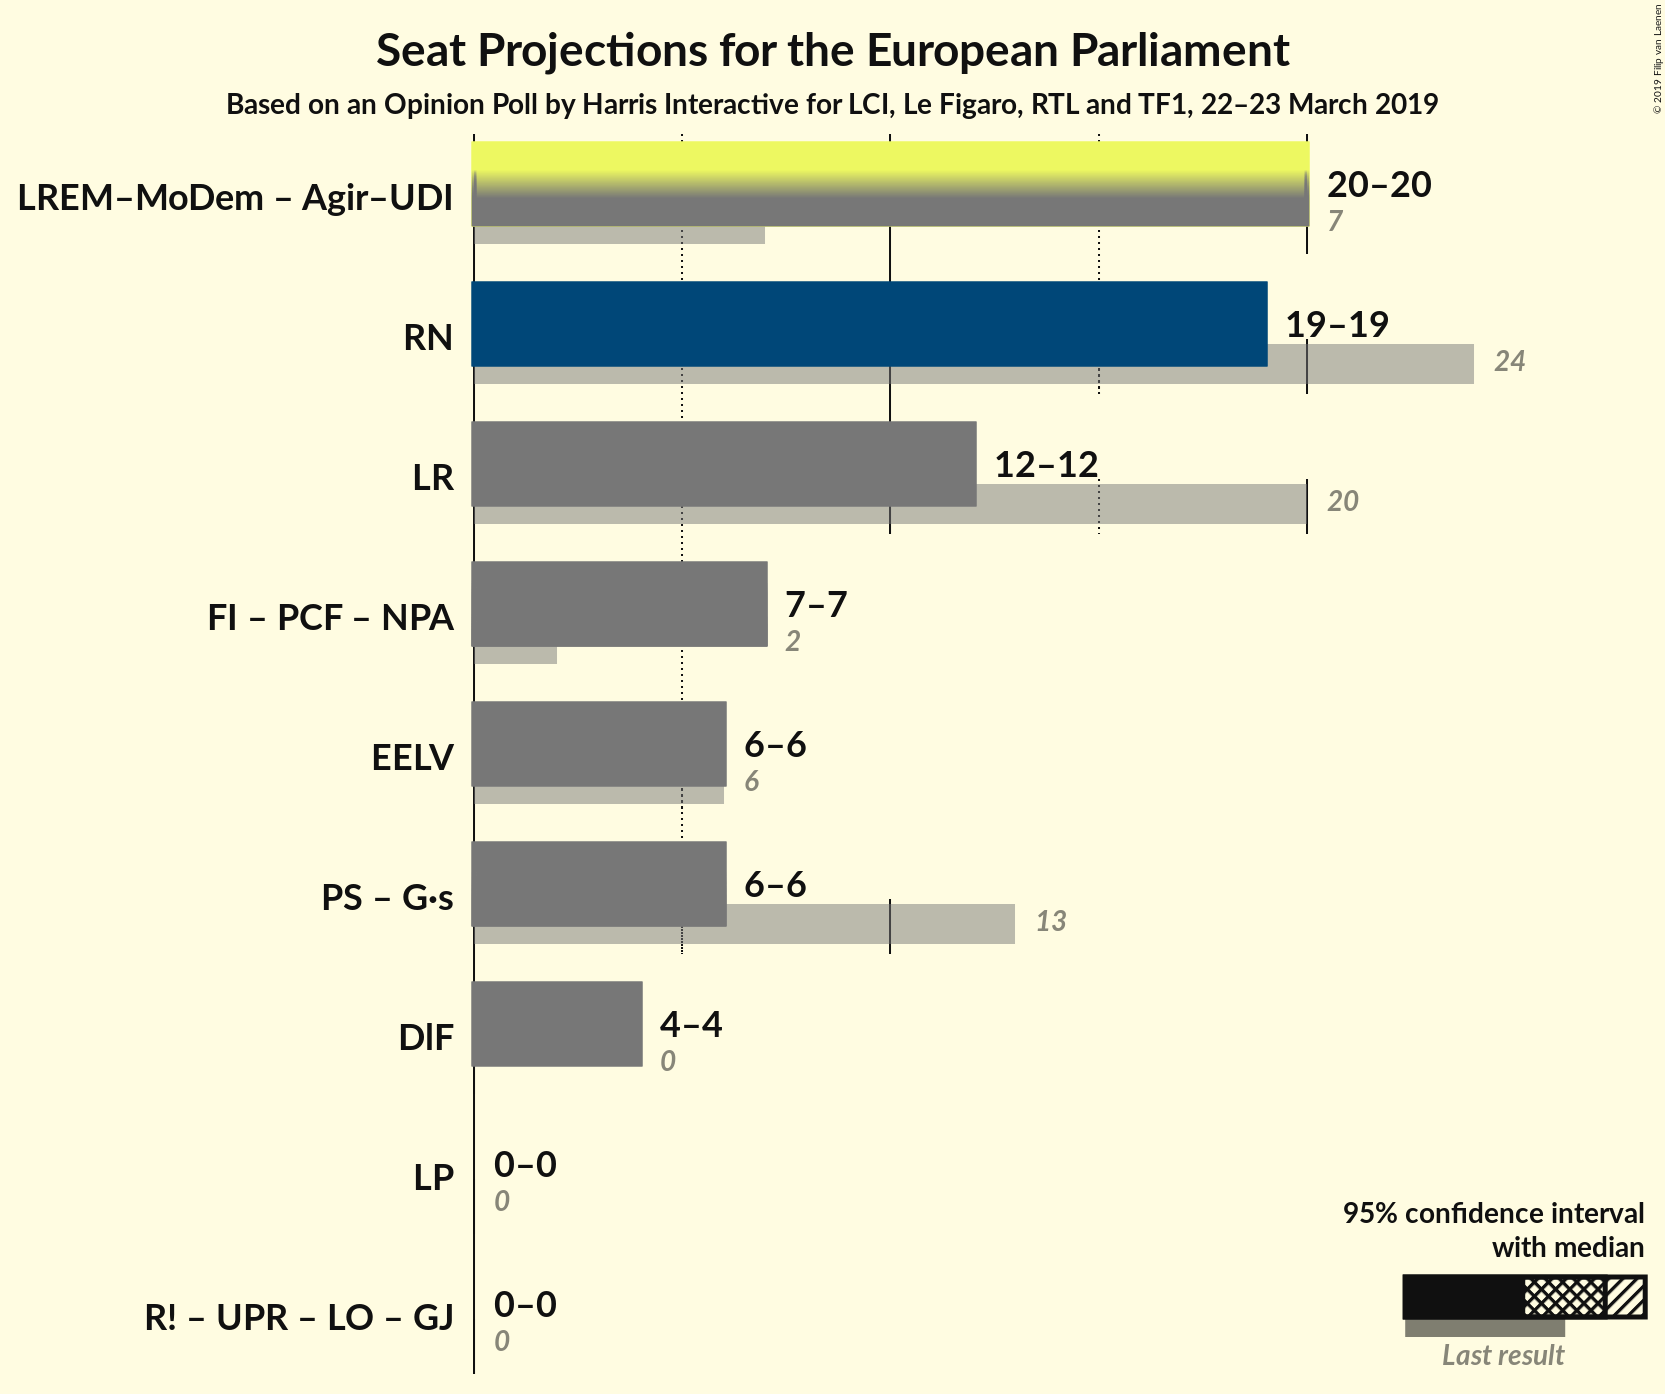 Seat Projections for the European Parliament
Based on an Opinion Poll by Harris Interactive for LCI, Le Figaro, RTL and TF1, 22–23 March 2019
© 2019 Filip van Laenen
LREM–MoDem – Agir–UDI
20–20
7
RN
19–19
24
LR
12–12
20
FI – PCF – NPA
7–7
2
EELV
6–6
6
PS – G·s
6–6
13
DlF
4–4
0
LP
0–0
0
R! – UPR – LO – GJ
0–0
0
95% confidence interval
with median
Last result